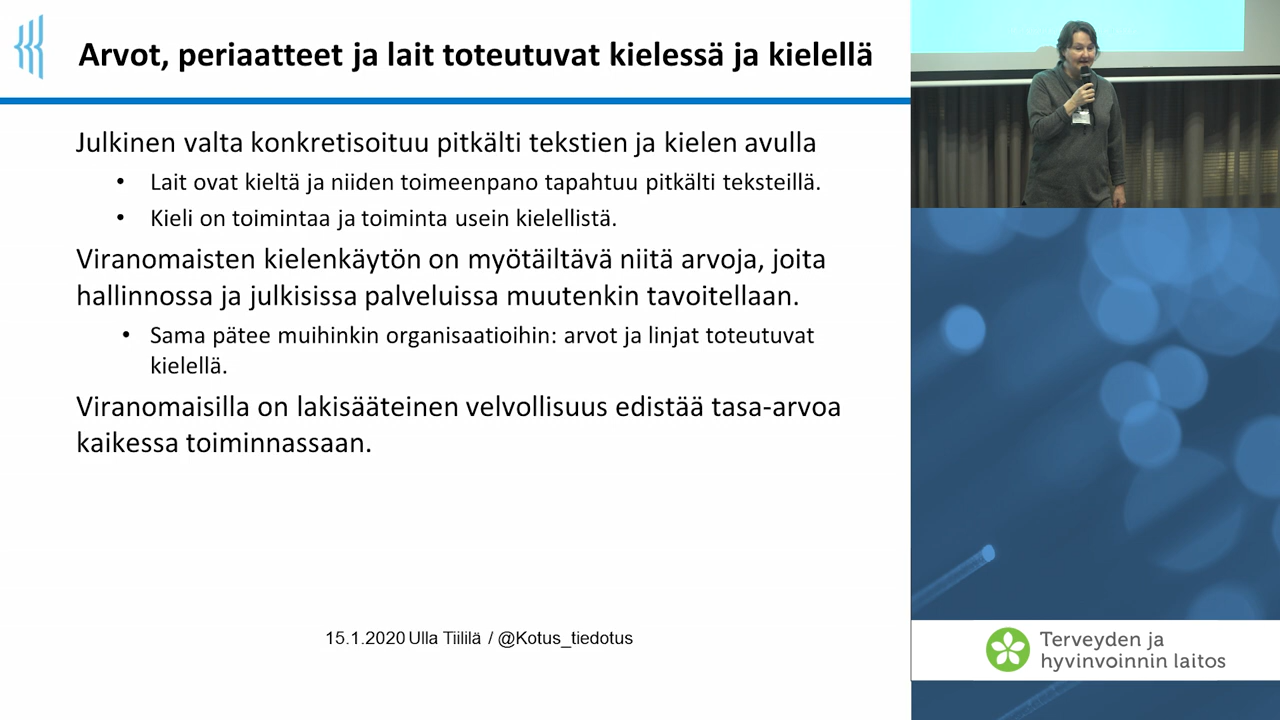 Arvot, periaatteet ja lait toteutuvat kielessä ja kielellä
Julkinen valta konkretisoituu pitkälti tekstien ja kielen avulla
• Lait ovat kieltä ja niiden toimeenpano tapahtuu pitkälti teksteillä.
• Kieli on toimintaa ja toiminta usein kielellistä.
Viranomaisten kielenkäytön on myötäiltävä niitä arvoja, joita
hallinnossa ja julkisissa palveluissa muutenkin tavoitellaan.
• Sama pätee muihinkin organisaatioihin: arvot ja linjat toteutuvat
kielellä.
Viranomaisilla on lakisääteinen velvollisuus edistää tasa-arvoa
kaikessa toiminnassaan.
15.1.2020 Ulla Tiililä / @Kotus_tiedotus
Terveyden ja
hyvinvoinnin laitos